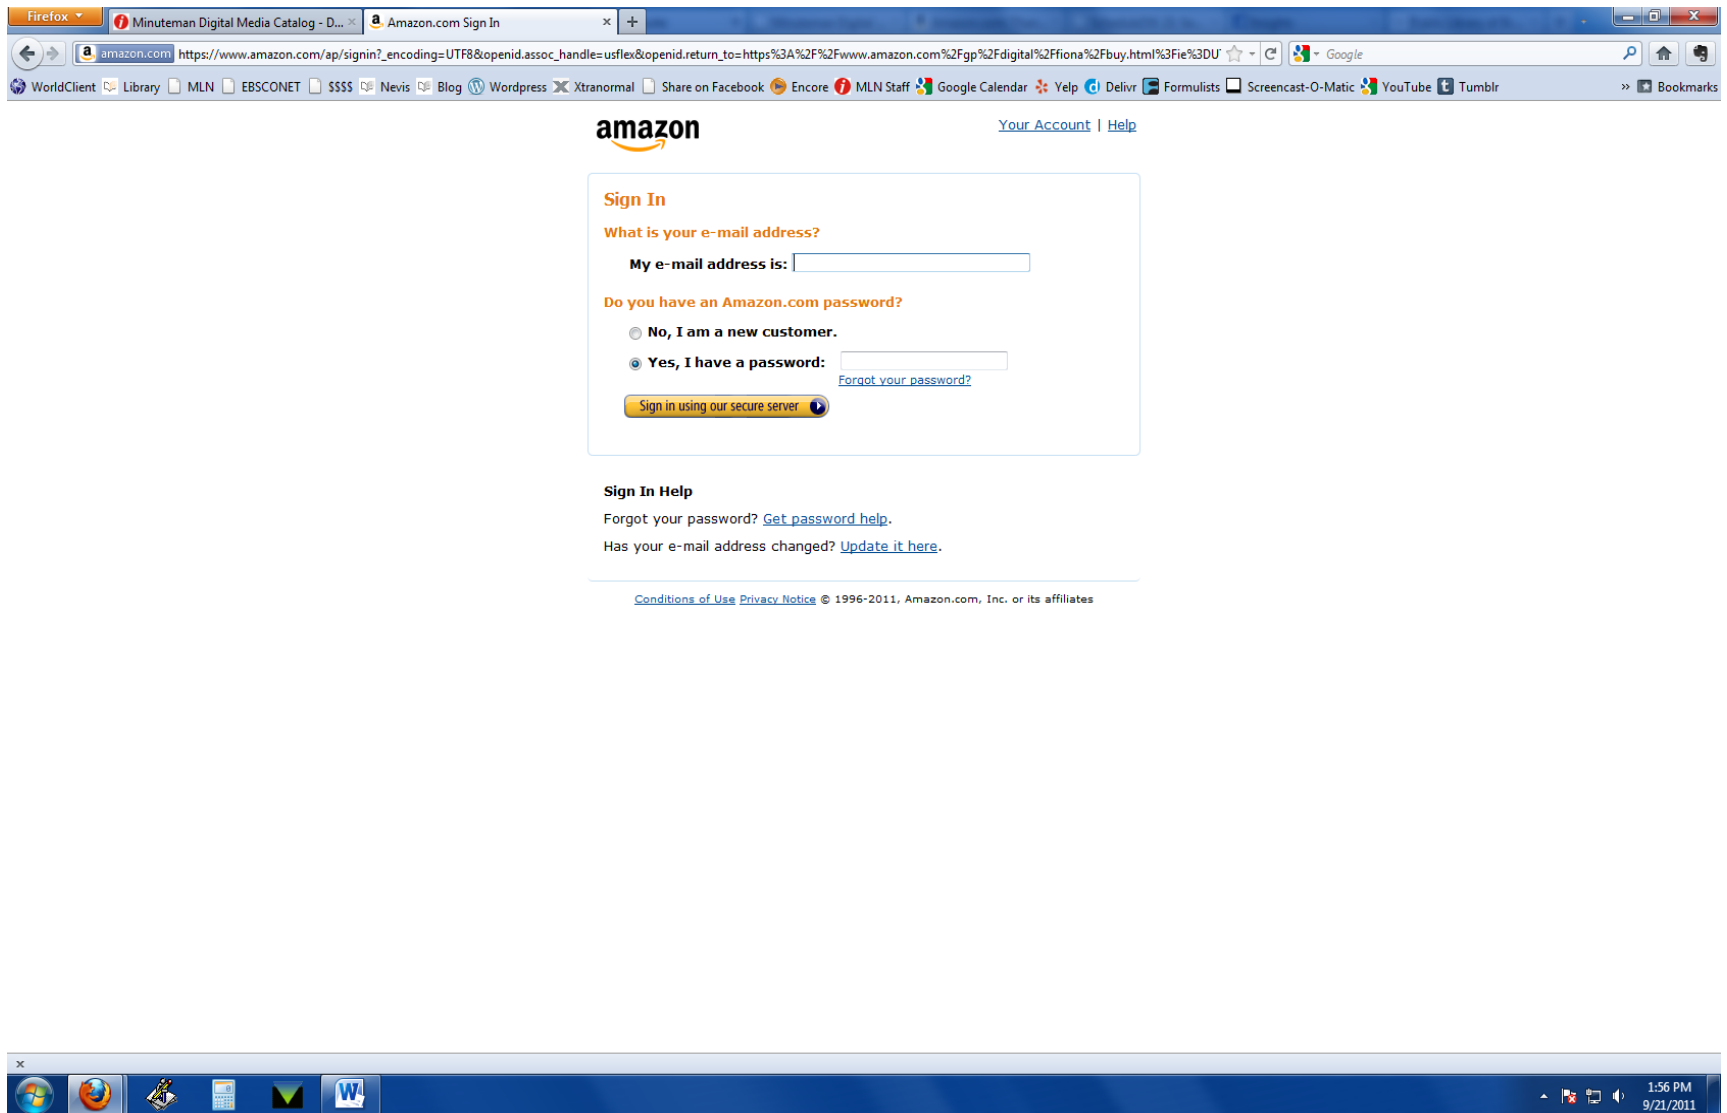 Firefox
Minuteman Digital Media Catalog - D...
Amazon.com Sign In
amazon.com https://www.amazon.com/ap/signin?_encoding=UTF8&openid.assoc_handle=usflex&openid.return_to=https%3A%2F%2Fwww.amazon.com%2Fgp%2Fdigital%2Ffiona%2Fbuy.html%3Fie%3DU
Google
WorldClient Library MLN EBSCONET $$$$ Nevis Blog Wordpress Xtranormal Share on Facebook Encore MLN Staff Google Calendar Yelp Delivr Formulists Screencast-O-Matic YouTube Tumblr » Bookmarks
amazon
Your Account | Help
Sign In
What is your e-mail address?
My e-mail address is:
Do you have an Amazon.com password?
No, I am a new customer.
Yes, I have a password:
Forgot your password?
Sign in using our secure server
Sign In Help
Forgot your password? Get password help.
Has your e-mail address changed? Update it here.
Conditions of Use Privacy Notice © 1996-2011, Amazon.com, Inc. or its affiliates
1:56 PM
9/21/2011